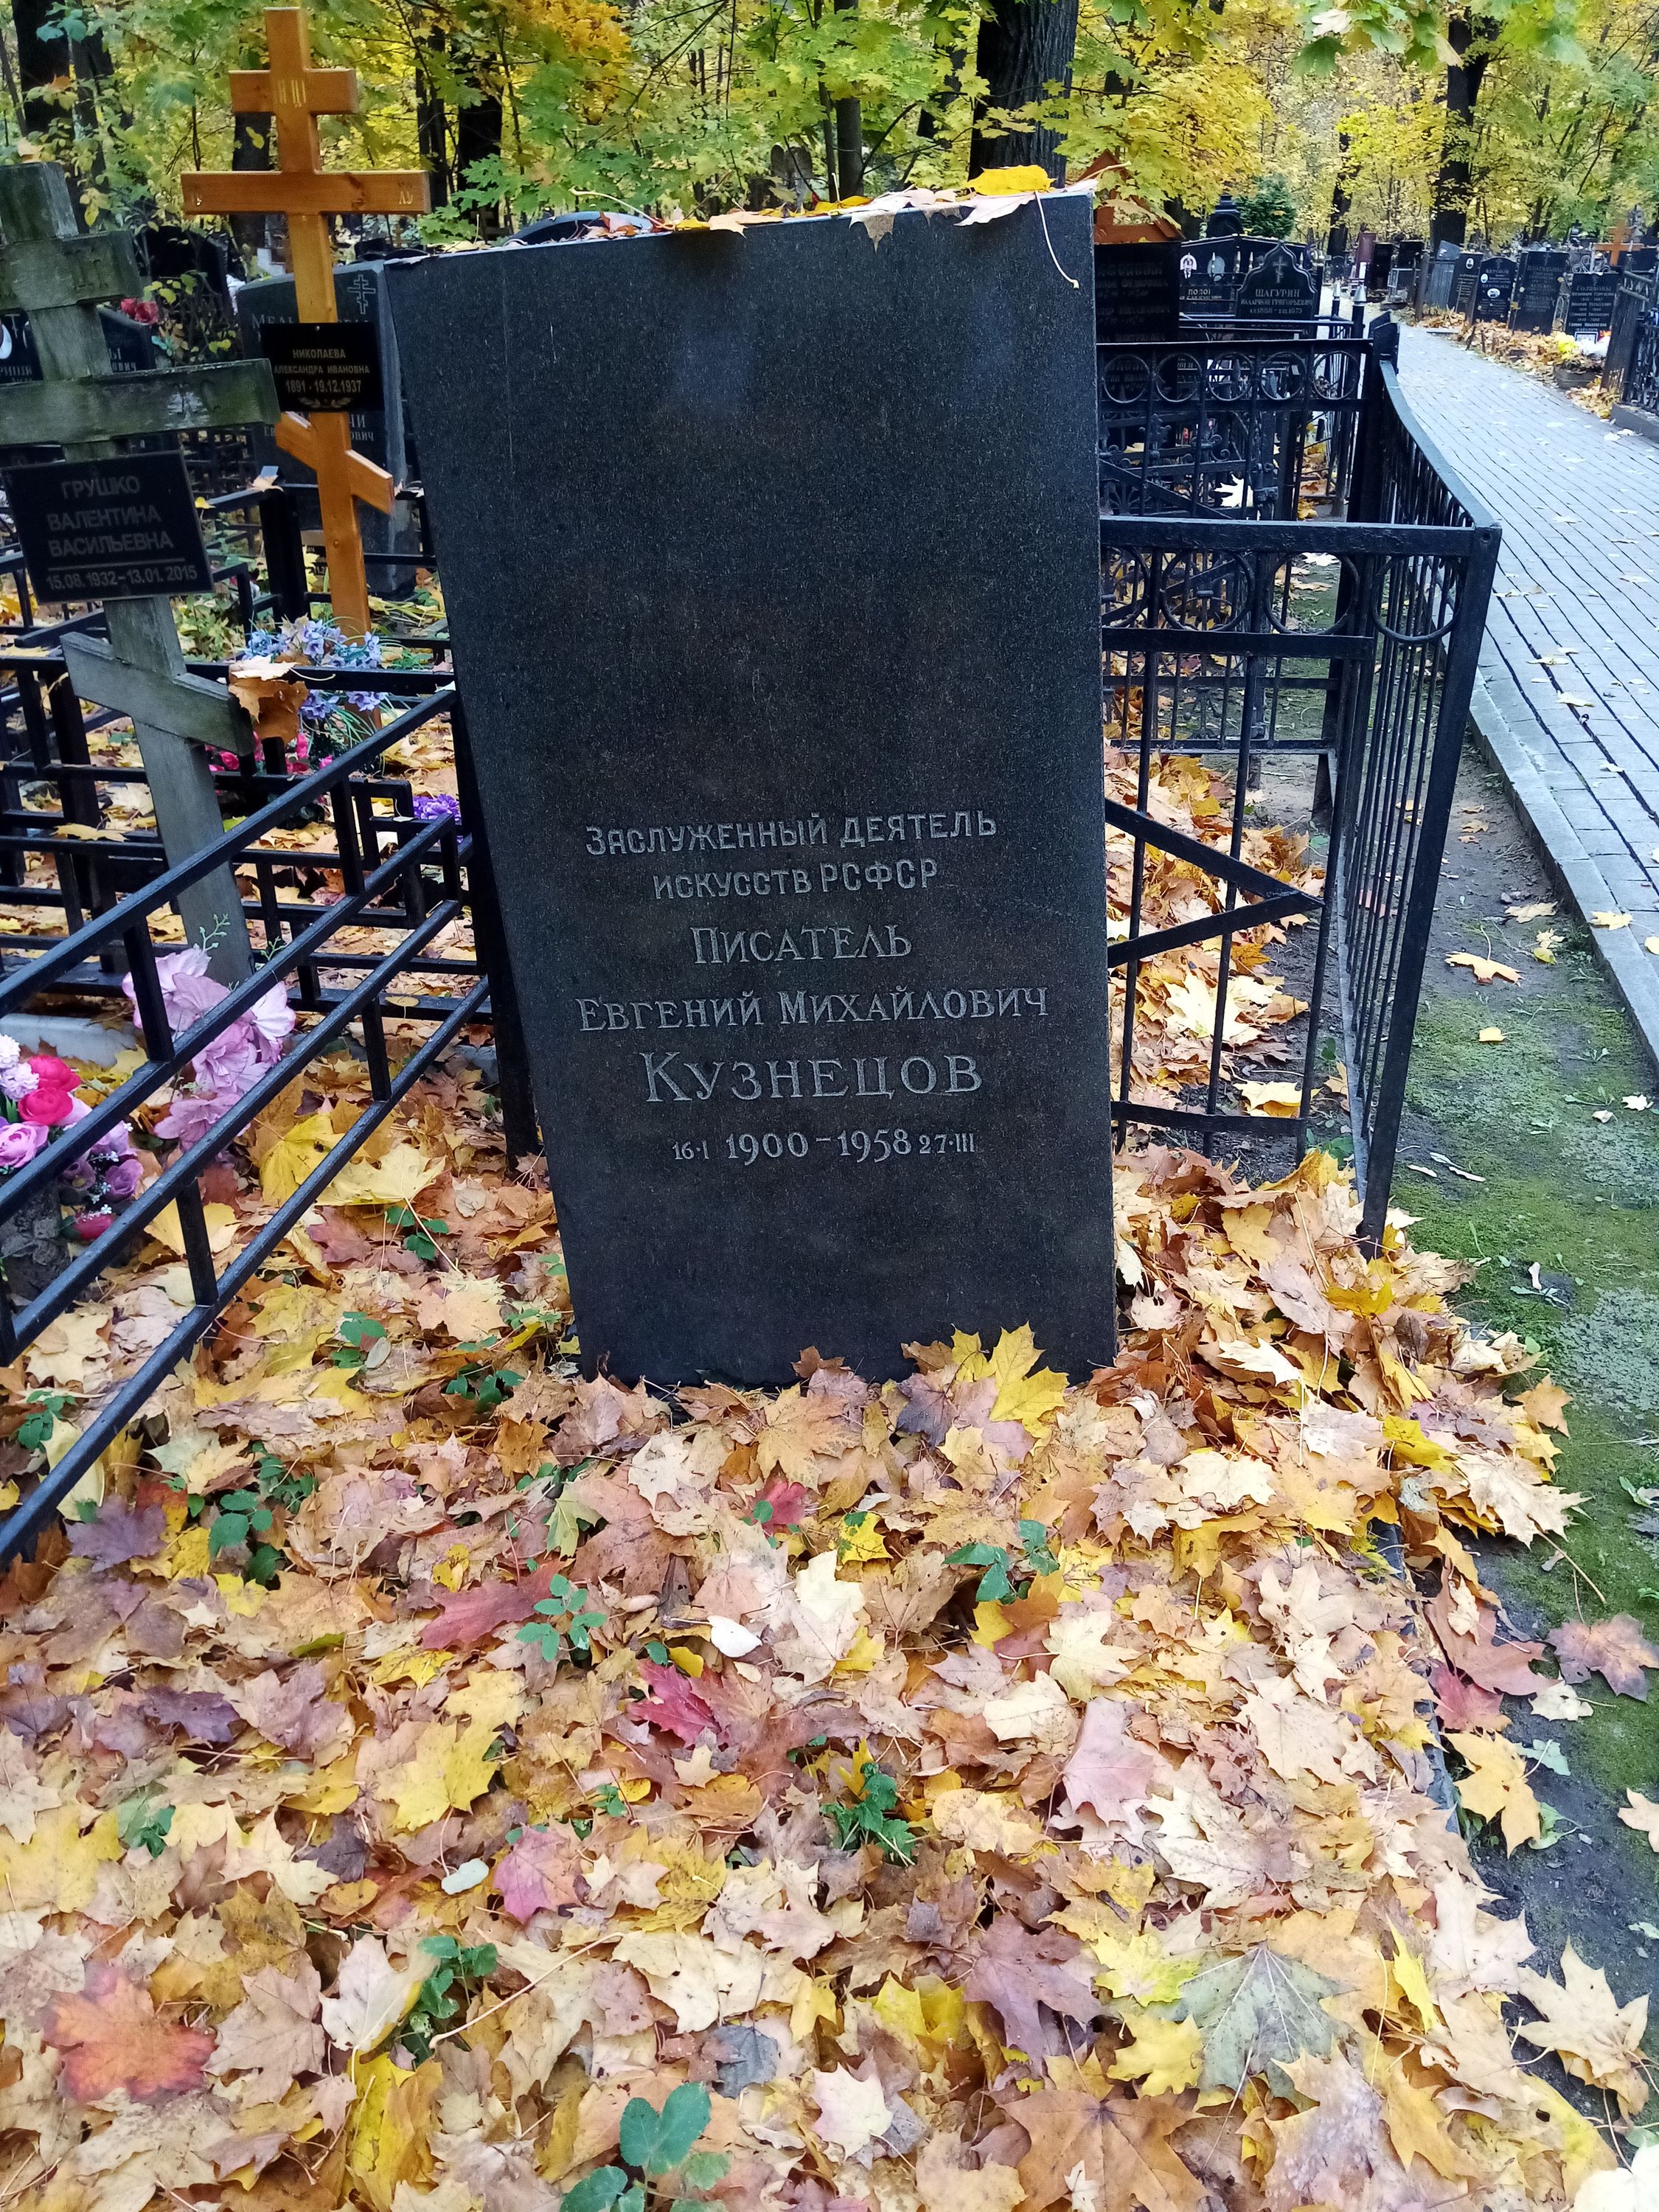 Заслуженный деятель
искусств РСФСР
Писатель
Евгений Михайлович
Кузнецов
16·I 1900–1958 27·III
НИКОЛАЕВА
АЛЕКСАНДРА ИВАНОВНА
1891 - 19.12.1937
ГРУШКО
ВАЛЕНТИНА
ВАСИЛЬЕВНА
15.08.1932–13.01.2015
ШАГУРИН